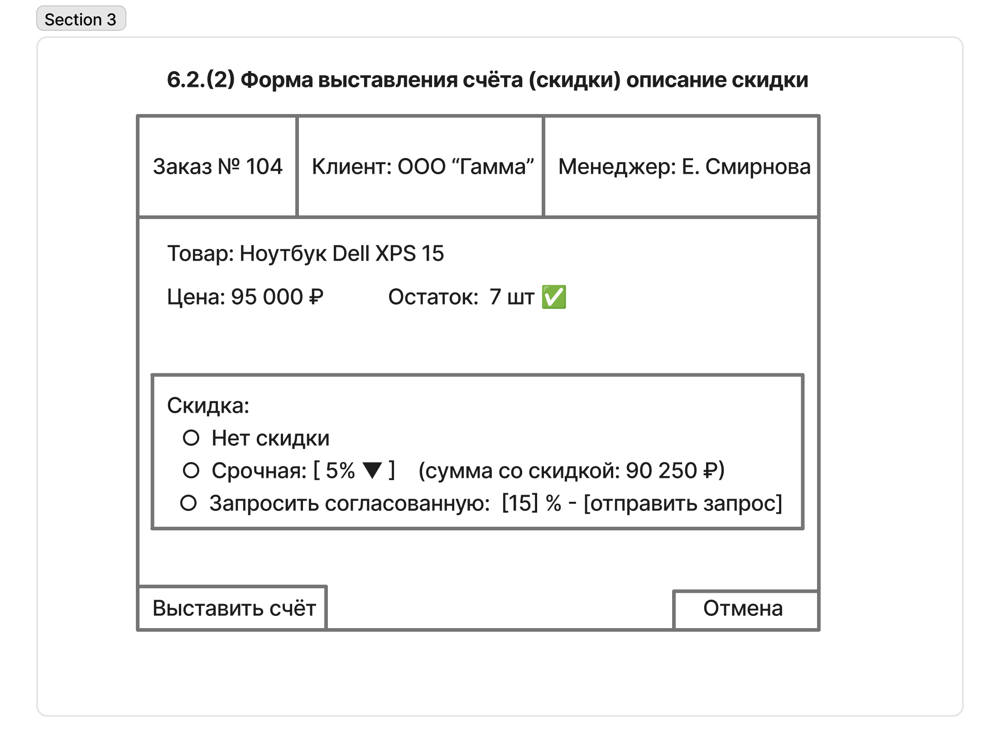 Section 3
6.2.(2) Форма выставления счёта (скидки) описание скидки
Заказ № 104 Клиент: ООО “Гамма” Менеджер: Е. Смирнова
Товар: Ноутбук Dell XPS 15
Цена: 95 000 ₽ Остаток: 7 шт ✅
Скидка:
Нет скидки
Срочная: [ 5% ▼ ] (сумма со скидкой: 90 250 ₽)
Запросить согласованную: [15] % - [отправить запрос]
Выставить счёт Отмена